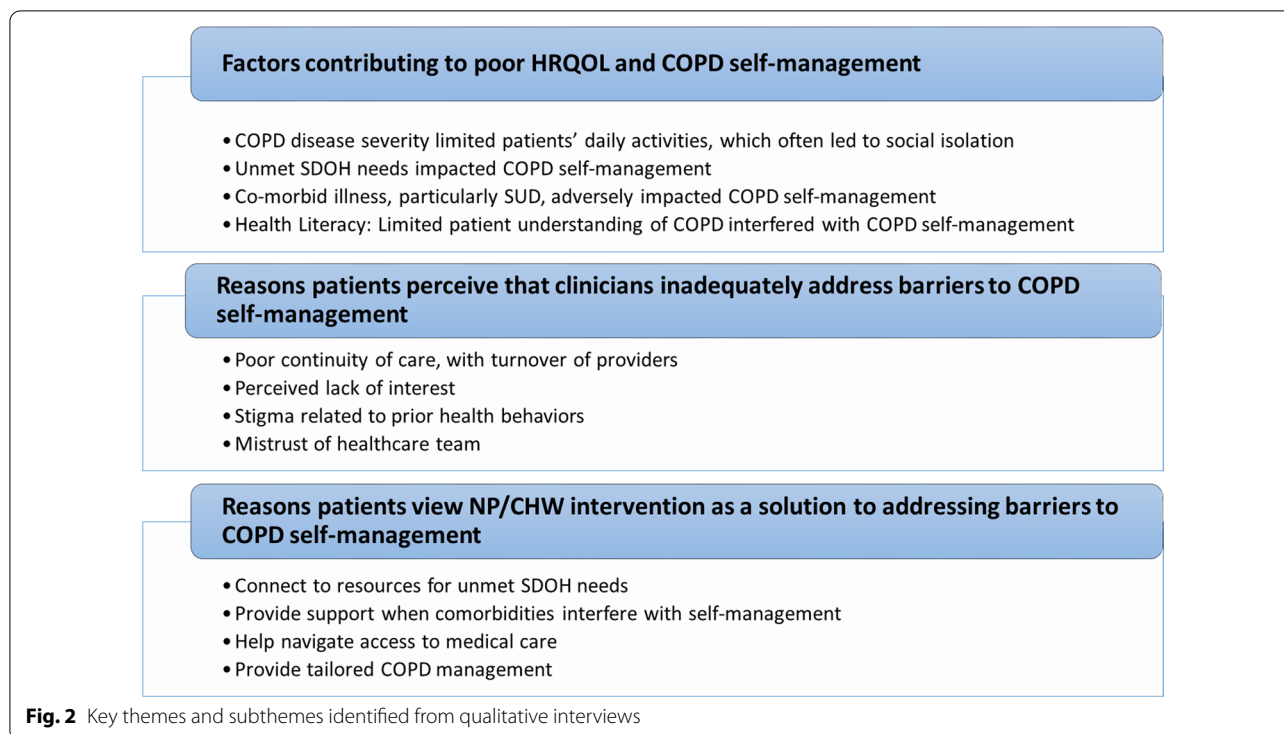 Factors contributing to poor HRQOL and COPD self-management
• COPD disease severity limited patients’ daily activities, which often led to social isolation
• Unmet SDOH needs impacted COPD self-management
• Co-morbid illness, particularly SUD, adversely impacted COPD self-management
• Health Literacy: Limited patient understanding of COPD interfered with COPD self-management
Reasons patients perceive that clinicians inadequately address barriers to COPD
self-management
• Poor continuity of care, with turnover of providers
• Perceived lack of interest
• Stigma related to prior health behaviors
• Mistrust of healthcare team
Reasons patients view NP/CHW intervention as a solution to addressing barriers to
COPD self-management
• Connect to resources for unmet SDOH needs
• Provide support when comorbidities interfere with self-management
• Help navigate access to medical care
• Provide tailored COPD management
Fig. 2 Key themes and subthemes identified from qualitative interviews